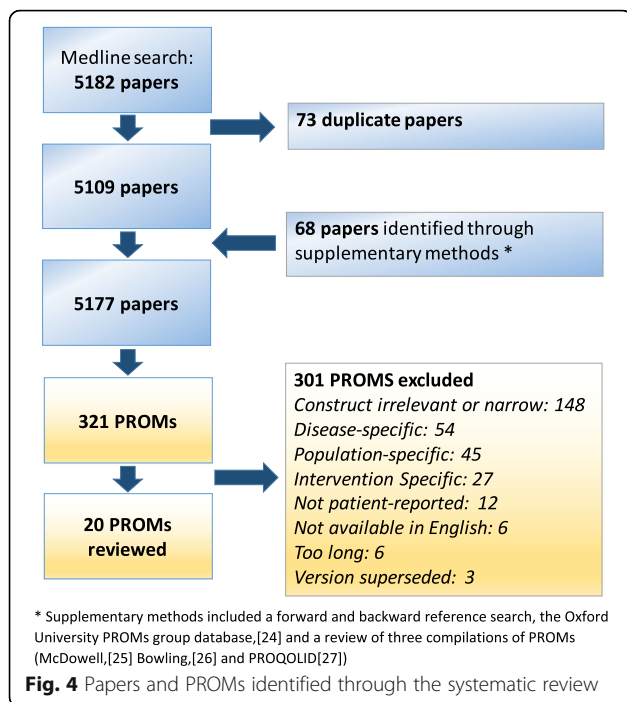 Medline search:
5182 papers
73 duplicate papers
5109 papers
68 papers identified through
supplementary methods *
5177 papers
321 PROMs
301 PROMS excluded
Construct irrelevant or narrow: 148
Disease-specific: 54
Population-specific: 45
Intervention Specific: 27
Not patient-reported: 12
Not available in English: 6
Too long: 6
Version superseded: 3
20 PROMs
reviewed
* Supplementary methods included a forward and backward reference search, the Oxford
University PROMs group database,[24] and a review of three compilations of PROMs
(McDowell,[25] Bowling,[26] and PROQOLID[27])
Fig. 4 Papers and PROMs identified through the systematic review